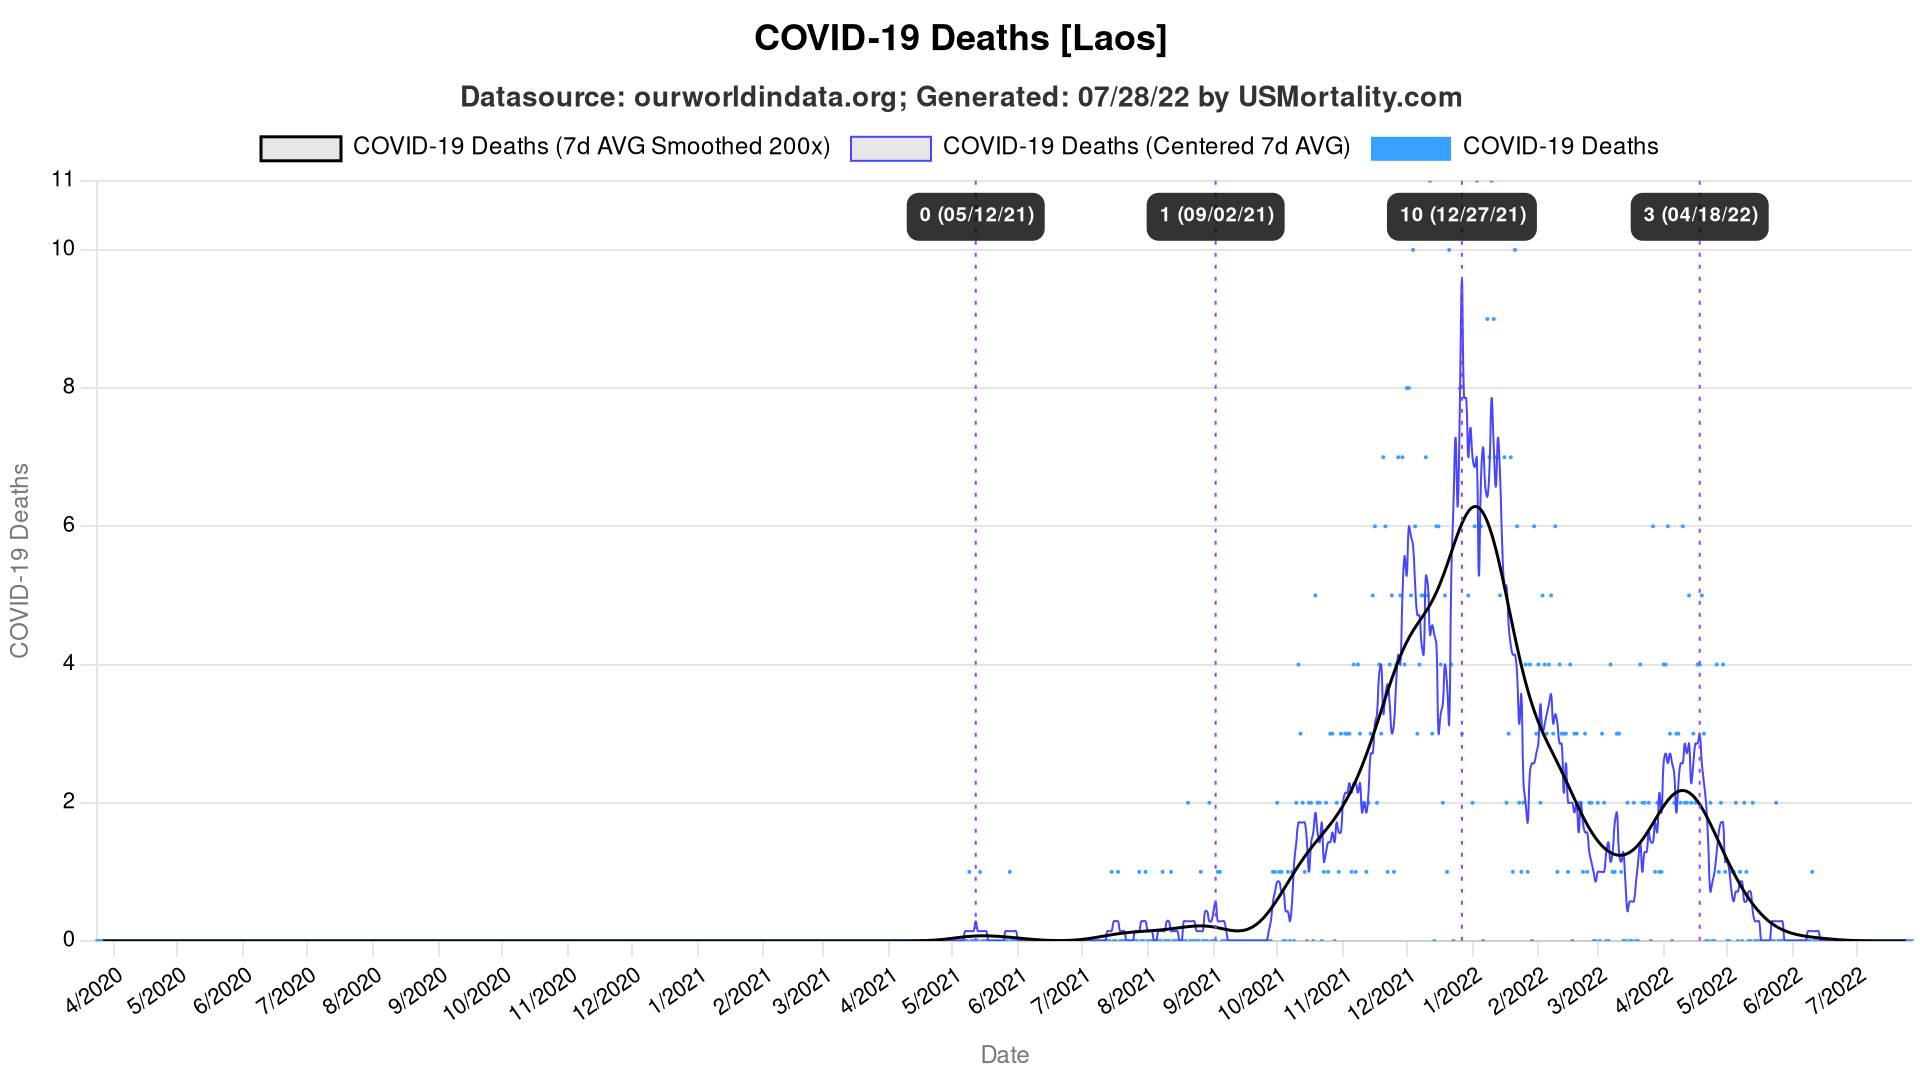 COVID-19 Deaths [Laos]
Datasource: ourworldindata.org; Generated: 07/28/22 by USMortality.com
COVID-19 Deaths (7d AVG Smoothed 200x) COVID-19 Deaths (Centered 7d AVG) COVID-19 Deaths
11
0 (05/12/21) 1 (09/02/21) 10 (12/27/21) 3 (04/18/22)
10
8
6
4
2
0
COVID-19 Deaths
4/2020 5/2020 6/2020 7/2020 8/2020 9/2020 10/2020 11/2020 12/2020 1/2021 2/2021 3/2021 4/2021 5/2021 6/2021 7/2021 8/2021 9/2021 10/2021 11/2021 12/2021 1/2022 2/2022 3/2022 4/2022 5/2022 6/2022 7/2022
Date